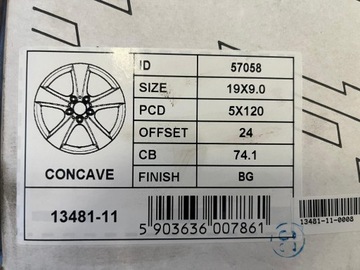 ID 57058
SIZE 19X9.0
PCD 5X120
OFFSET 24
CB 74.1
CONCAVE FINISH BG
13481-11
5 903636 007861
13481-11-0008